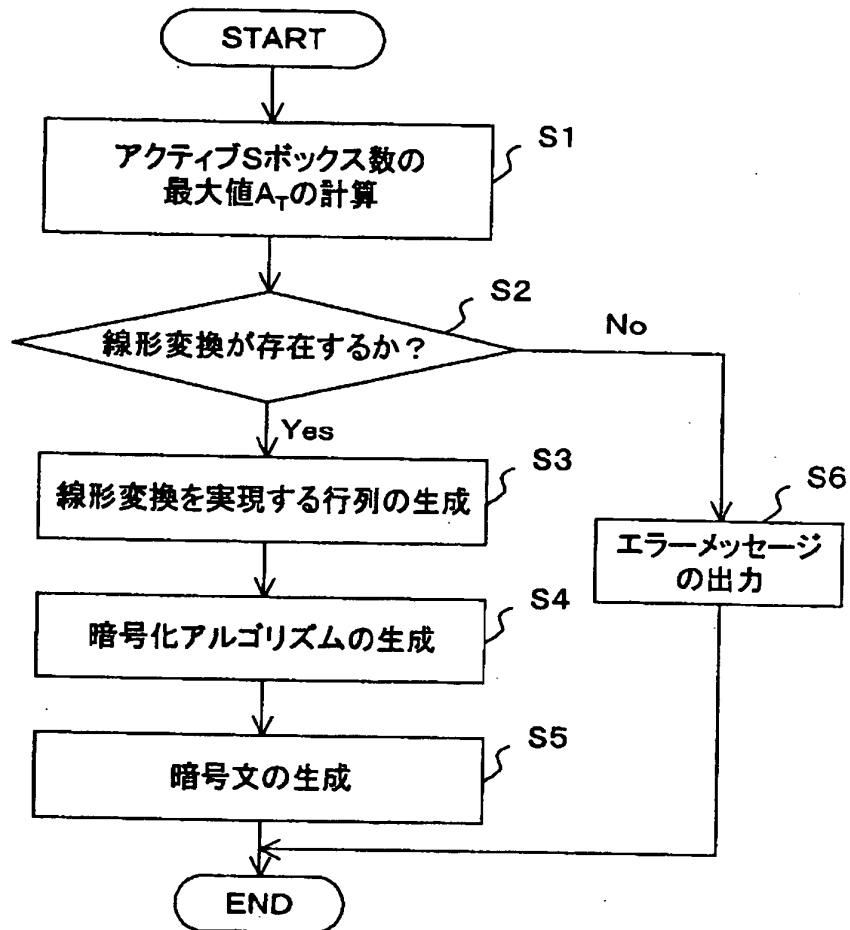 START
S1
アクティブSボックス数の
最大値ATの計算
S2
線形変換が存在するか？
No
Yes
S3
線形変換を実現する行列の生成
S6
エラーメッセージ
の出力
S4
暗号化アルゴリズムの生成
S5
暗号文の生成
END